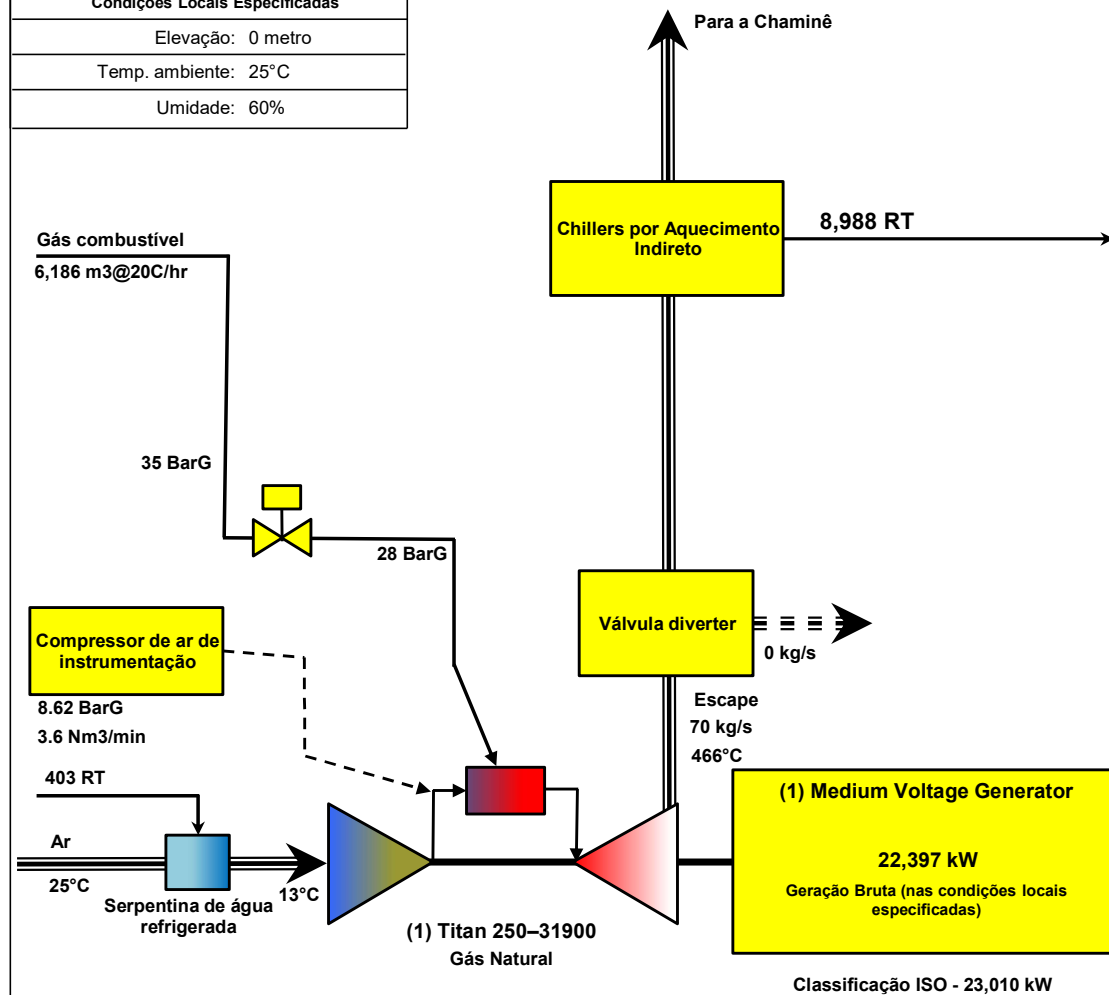 Condições Locais Especificadas
Elevação: 0 metro
Temp. ambiente: 25°C
Umidade: 60%
Para a Chaminê
Chillers por Aquecimento
Indireto
8,988 RT
Gás combustível
6,186 m3@20C/hr
35 BarG
28 BarG
Válvula diverter
0 kg/s
Compressor de ar de
instrumentação
8.62 BarG
3.6 Nm3/min
Escape
70 kg/s
466°C
403 RT
Ar
25°C
13°C
Serpentina de água
refrigerada
(1) Titan 250–31900
Gás Natural
(1) Medium Voltage Generator
22,397 kW
Geração Bruta (nas condições locais
especificadas)
Classificação ISO - 23,010 kW